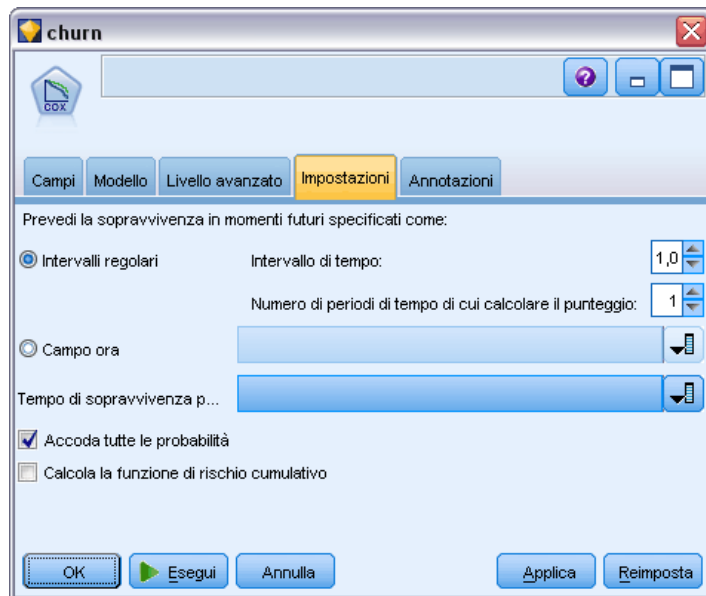 churn
COX
Campi Modello Livello avanzato Impostazioni Annotazioni
Prevedi la sopravvivenza in momenti futuri specificati come:
Intervalli regolari Intervallo di tempo: 1,0
Numero di periodi di tempo di cui calcolare il punteggio: 1
Campo ora
Tempo di sopravvivenza p...
Accoda tutte le probabilità
Calcola la funzione di rischio cumulativo
OK Esegui Annulla Applica Reimposta